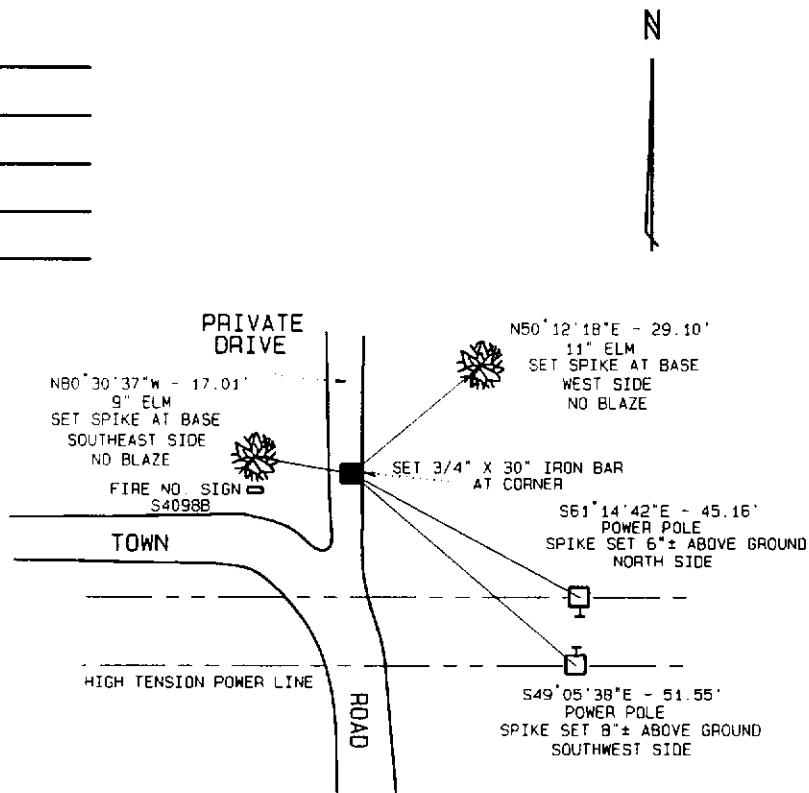 N
PRIVATE
DRIVE
N80°30'37"W - 17.01'
9" ELM
SET SPIKE AT BASE
SOUTHEAST SIDE
NO BLAZE
N50°12'18"E - 29.10'
11" ELM
SET SPIKE AT BASE
WEST SIDE
NO BLAZE
SET 3/4" X 30" IRON BAR
AT CORNER
FIRE NO. SIGN
S4098B
S61°14'42"E - 45.16'
POWER POLE
SPIKE SET 6"± ABOVE GROUND
NORTH SIDE
TOWN
ROAD
HIGH TENSION POWER LINE
S49°05'38"E - 51.55'
POWER POLE
SPIKE SET 8"± ABOVE GROUND
SOUTHWEST SIDE